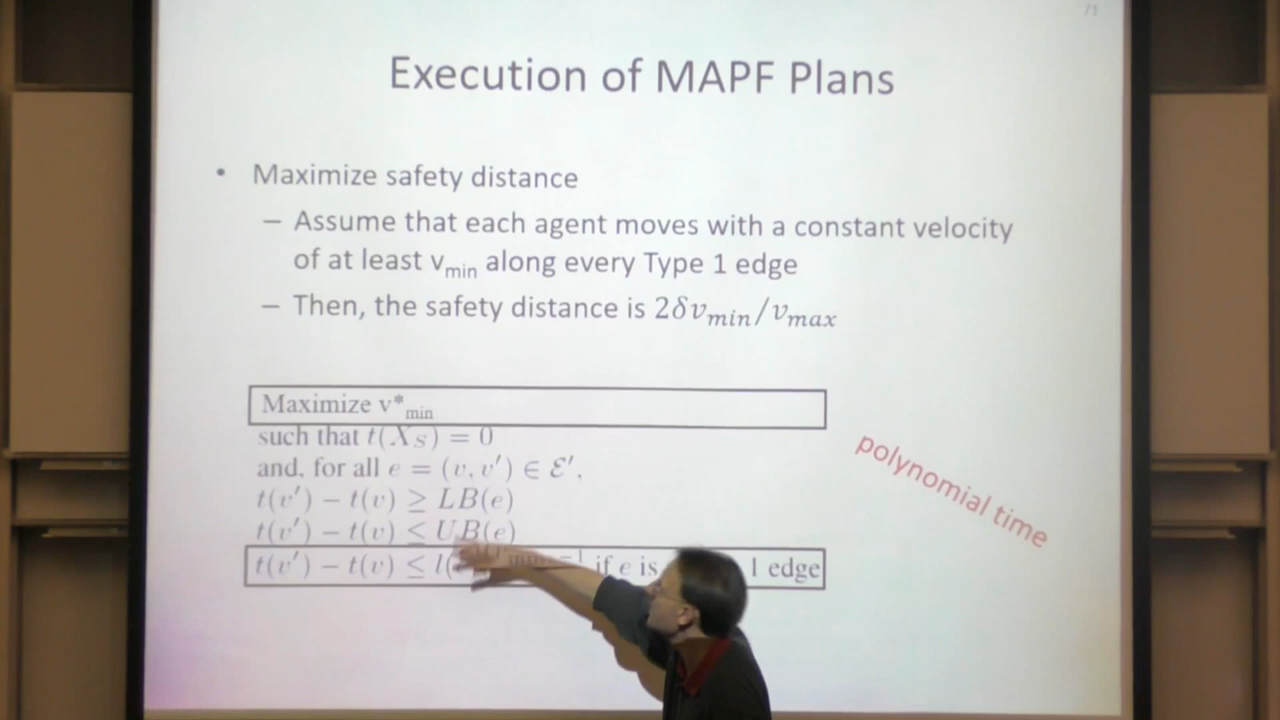 71
Execution of MAPF Plans
• Maximize safety distance
– Assume that each agent moves with a constant velocity
of at least v_min along every Type 1 edge
– Then, the safety distance is 2δv_min/v_max
Maximize v*_min
such that t(X_S) = 0
and, for all e = (v, v′) ∈ ℰ′,
t(v′) − t(v) ≥ LB(e)
t(v′) − t(v) ≤ UB(e)
t(v′) − t(v) ≤ l( if e is 1 edge
polynomial time